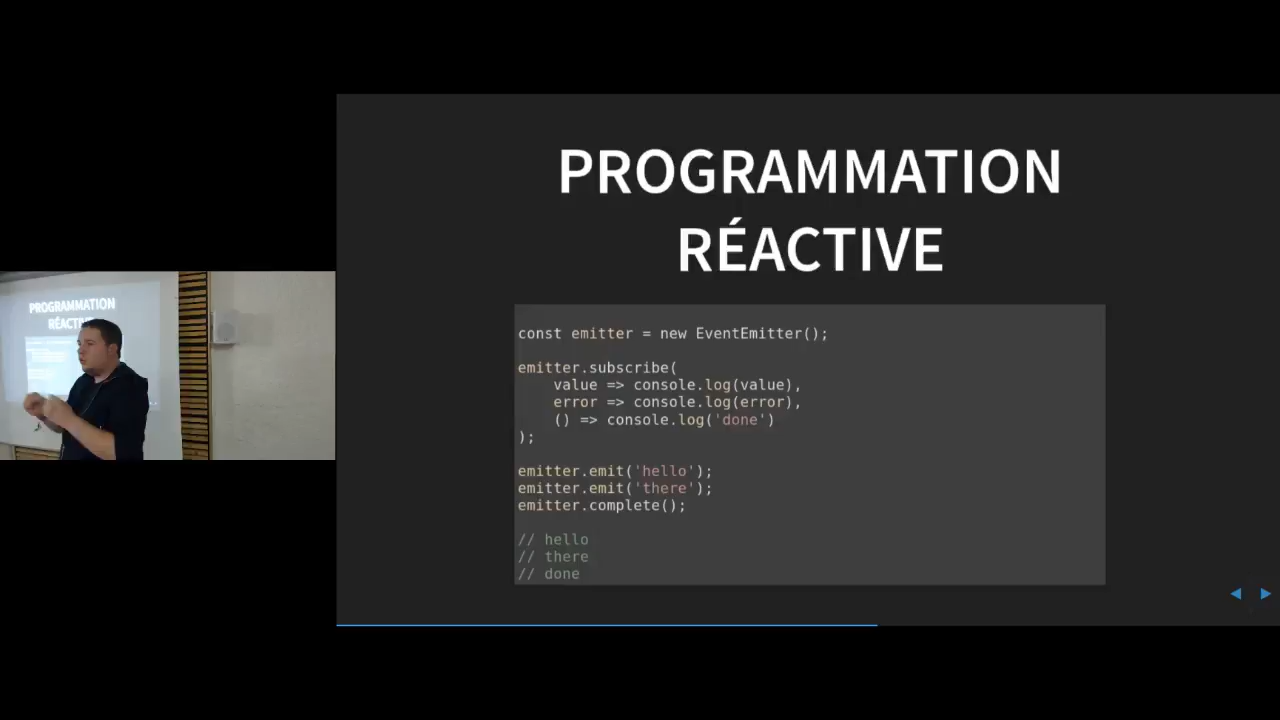 PROGRAMMATION
RÉACTIVE
const emitter = new EventEmitter();
emitter.subscribe(
    value => console.log(value),
    error => console.log(error),
    () => console.log('done')
);
emitter.emit('hello');
emitter.emit('there');
emitter.complete();
// hello
// there
// done
PROGRAMMATION